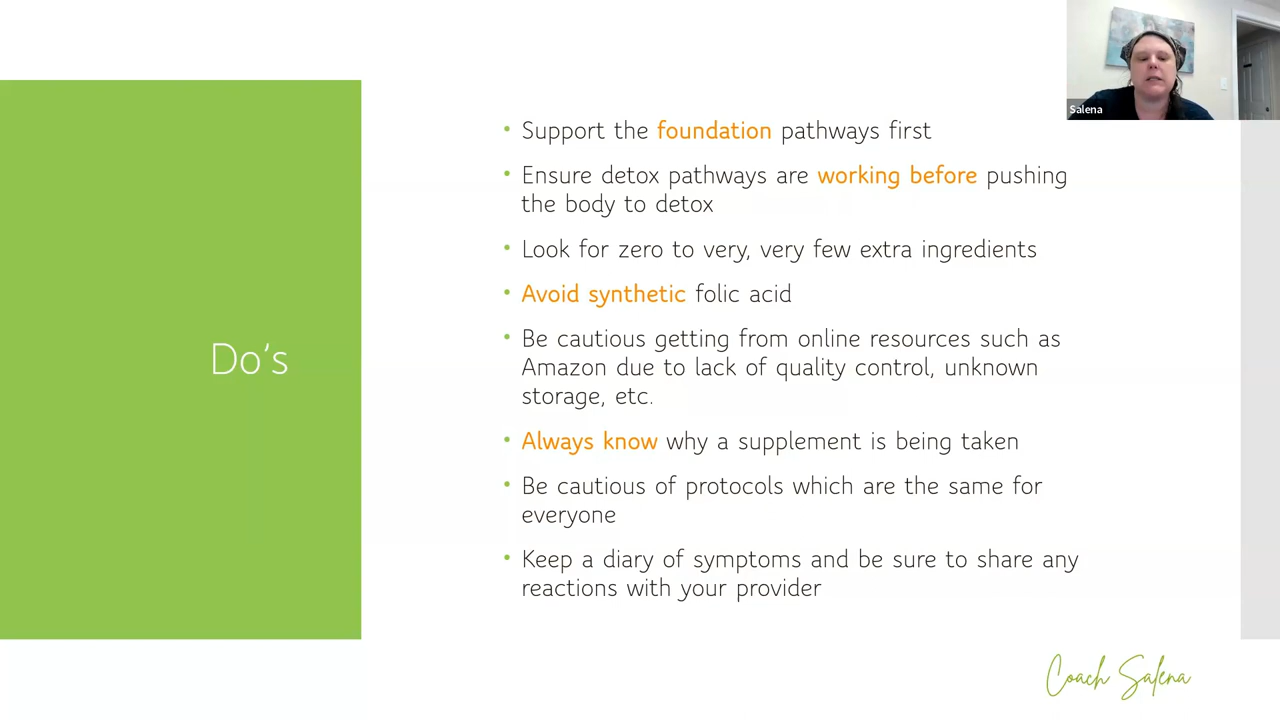 Salena
Do's
• Support the foundation pathways first
• Ensure detox pathways are working before pushing
the body to detox
• Look for zero to very, very few extra ingredients
• Avoid synthetic folic acid
• Be cautious getting from online resources such as
Amazon due to lack of quality control, unknown
storage, etc.
• Always know why a supplement is being taken
• Be cautious of protocols which are the same for
everyone
• Keep a diary of symptoms and be sure to share any
reactions with your provider
Coach Salena